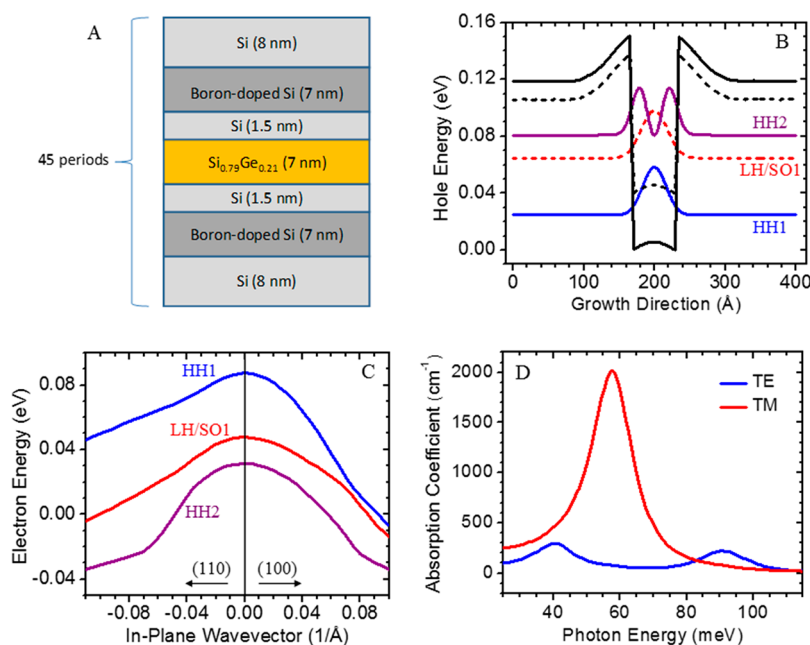 A
45 periods
Si (8 nm)
Boron-doped Si (7 nm)
Si (1.5 nm)
Si0.79Ge0.21 (7 nm)
Si (1.5 nm)
Boron-doped Si (7 nm)
Si (8 nm)
B
Hole Energy (eV)
0.16
0.12
0.08
0.04
0.00
HH2
LH/SO1
HH1
0 100 200 300 400
Growth Direction (Å)
C
Electron Energy (eV)
0.08
0.04
0.00
-0.04
HH1
LH/SO1
HH2
(110) (100)
-0.08 -0.04 0.00 0.04 0.08
In-Plane Wavevector (1/Å)
D
Absorption Coefficient (cm-1)
2000
1500
1000
500
0
TE
TM
40 60 80 100
Photon Energy (meV)